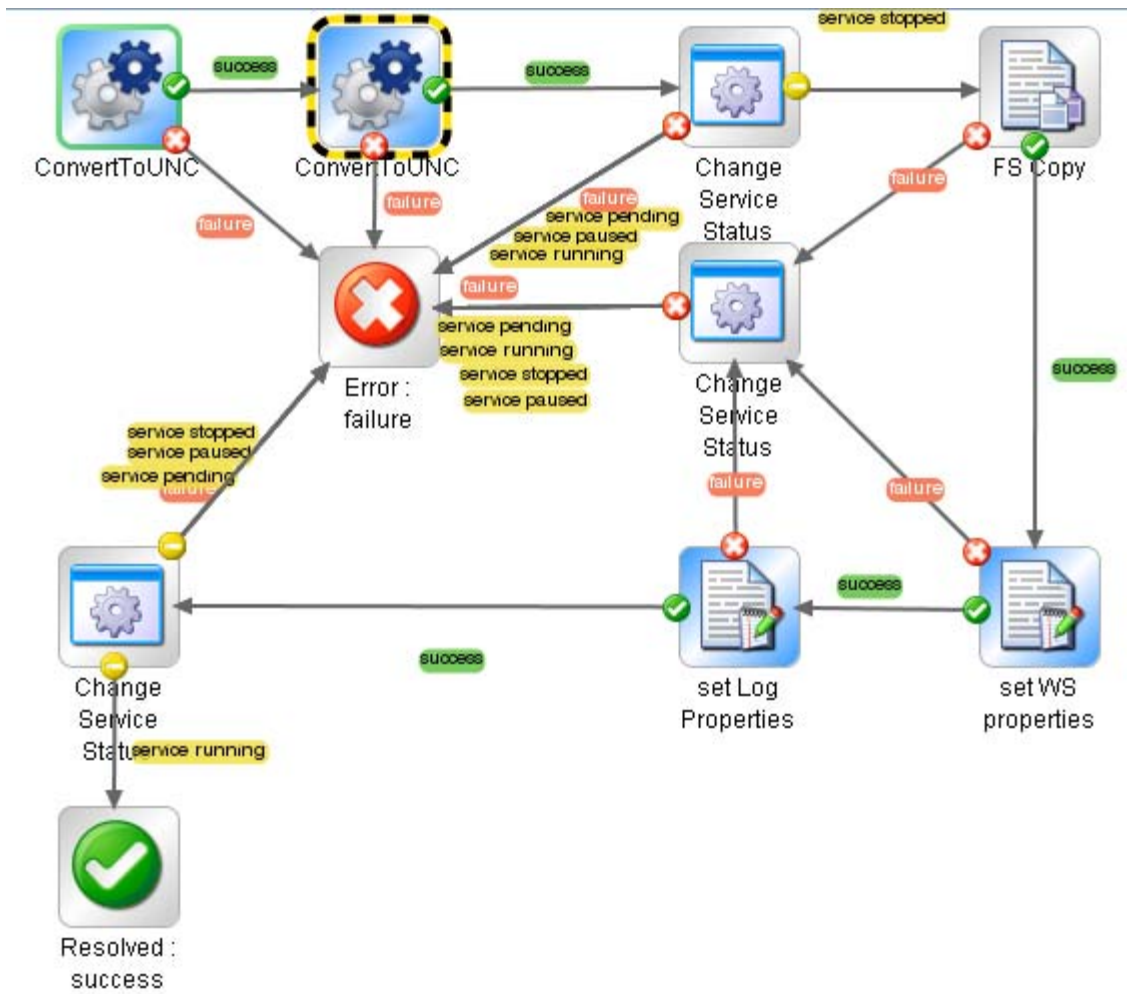 service stopped
success
success
ConvertToUNC
ConvertToUNC
Change
Service
Status
FS Copy
failure
failure
failure
failure
service pending
service paused
service running
failure
service pending
service running
service stopped
service paused
Error :
failure
Change
Service
Status
success
service stopped
service paused
service pending
failure
failure
failure
success
success
Change
Service
Status
service running
set Log
Properties
set WS
properties
Resolved :
success